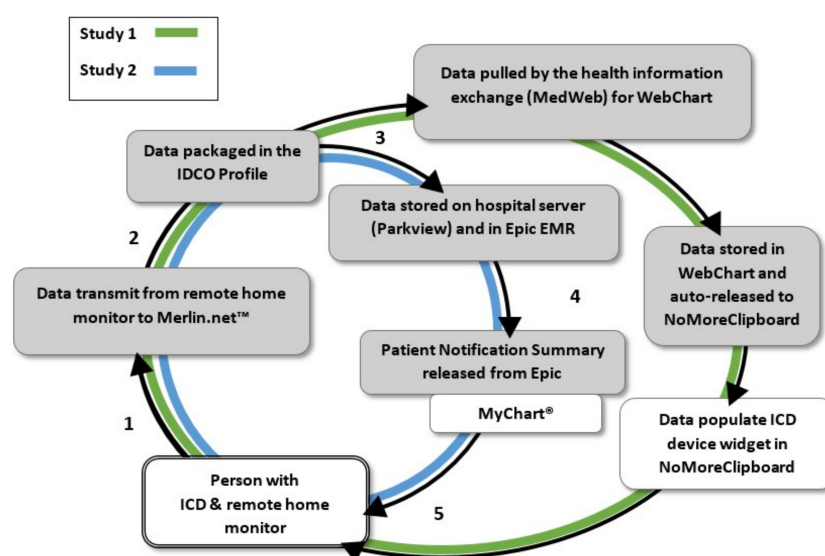 Study 1
Study 2
Data pulled by the health information
exchange (MedWeb) for WebChart
3
Data packaged in the
IDCO Profile
Data stored on hospital server
(Parkview) and in Epic EMR
2
Data stored in
WebChart and
auto-released to
NoMoreClipboard
Data transmit from remote home
monitor to Merlin.net™
4
Patient Notification Summary
released from Epic
MyChart®
1
Data populate ICD
device widget in
NoMoreClipboard
Person with
ICD & remote home
monitor
5